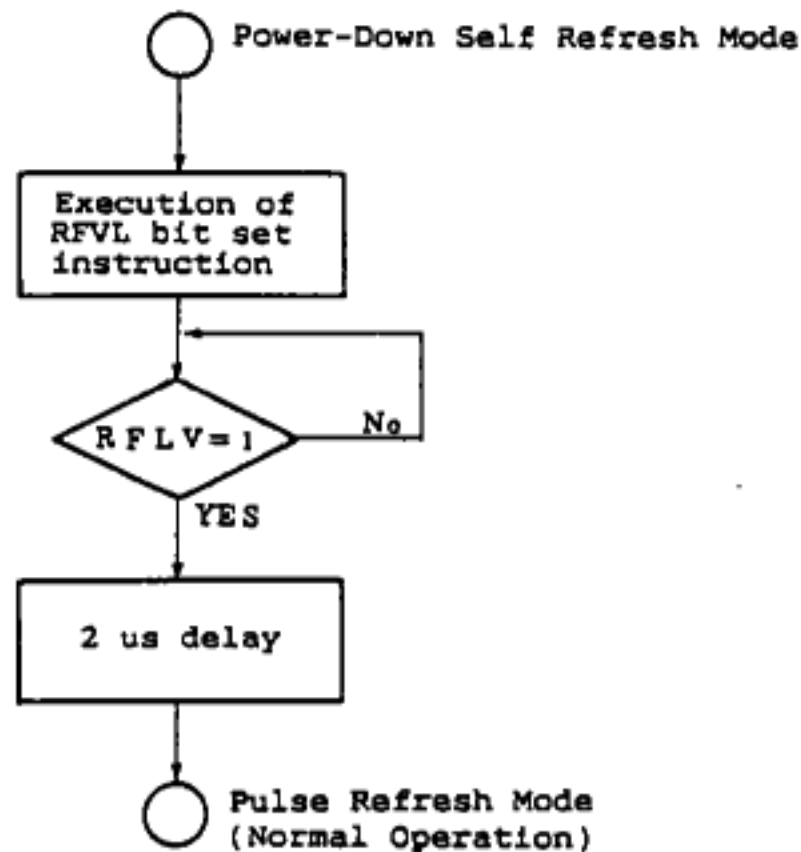 Power-Down Self Refresh Mode
Execution of
RFVL bit set
instruction
RFLV=1
No
YES
2 us delay
Pulse Refresh Mode
(Normal Operation)